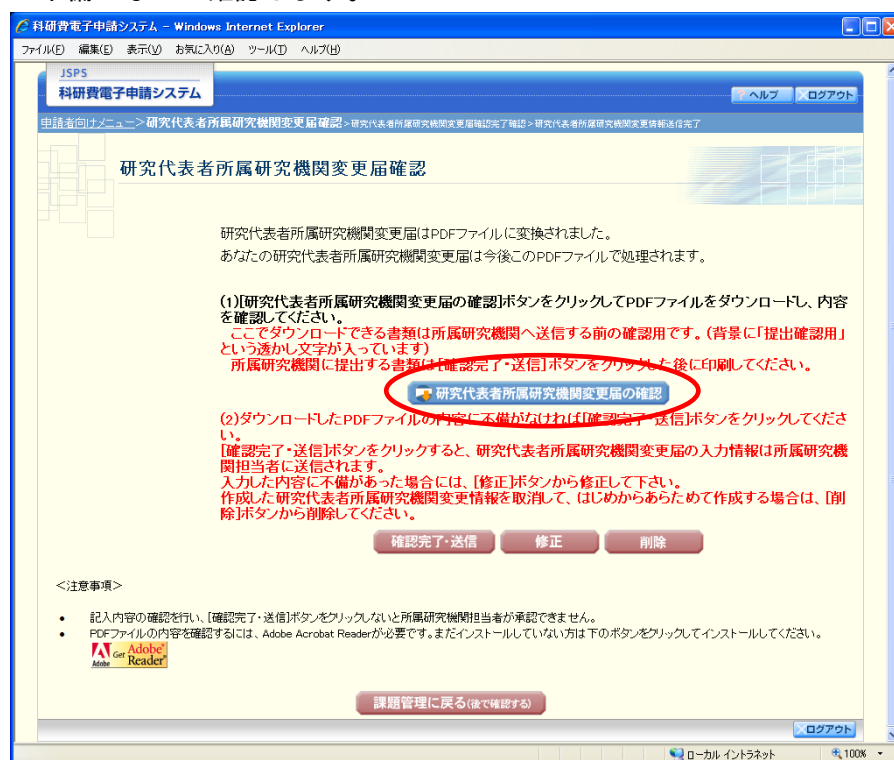 科研費電子申請システム - Windows Internet Explorer
ファイル(F) 編集(E) 表示(V) お気に入り(A) ツール(T) ヘルプ(H)
JSPS
科研費電子申請システム
? ヘルプ
ログアウト
申請者向けメニュー>研究代表者所属研究機関変更届確認>研究代表者所属研究機関変更届確認完了確認>研究代表者所属研究機関変更情報送信完了
研究代表者所属研究機関変更届確認
研究代表者所属研究機関変更届はPDFファイルに変換されました。
あなたの研究代表者所属研究機関変更届は今後このPDFファイルで処理されます。
(1)[研究代表者所属研究機関変更届の確認]ボタンをクリックしてPDFファイルをダウンロードし、内容
を確認してください。
ここでダウンロードできる書類は所属研究機関へ送信する前の確認用です。(背景に「提出確認用」
という透かし文字が入っています)
所属研究機関に提出する書類は[確認完了・送信]ボタンをクリックした後に印刷してください。
研究代表者所属研究機関変更届の確認
(2)ダウンロードしたPDFファイルの内容に不備がなければ[確認完了・送信]ボタンをクリックしてくださ
い。
[確認完了・送信]ボタンをクリックすると、研究代表者所属研究機関変更届の入力情報は所属研究機
関担当者に送信されます。
入力した内容に不備があった場合には、[修正]ボタンから修正して下さい。
作成した研究代表者所属研究機関変更情報を取消して、はじめからあらためて作成する場合は、[削
除]ボタンから削除してください。
確認完了・送信 修正 削除
<注意事項>
• 記入内容の確認を行い、[確認完了・送信]ボタンをクリックしないと所属研究機関担当者が承認できません。
• PDFファイルの内容を確認するには、Adobe Acrobat Readerが必要です。まだインストールしていない方は下のボタンをクリックしてインストールしてください。
Adobe Get Adobe Reader
課題管理に戻る(後で確認する)
ログアウト
ローカル イントラネット 100%